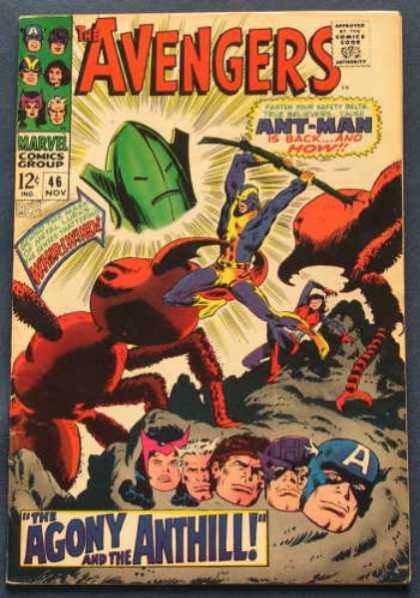 THE AVENGERS
APPROVED
BY THE
COMICS
CODE
AUTHORITY
MARVEL
COMICS
GROUP
12¢
IND.
46
NOV
FASTEN YOUR SAFETY BELTS,
TRUE BELIEVERS, 'CAUSE
ANT-MAN
IS BACK...AND
HOW!!
WHIRLWIND!
A
"THE
AGONY
AND THE
ANTHILL!"